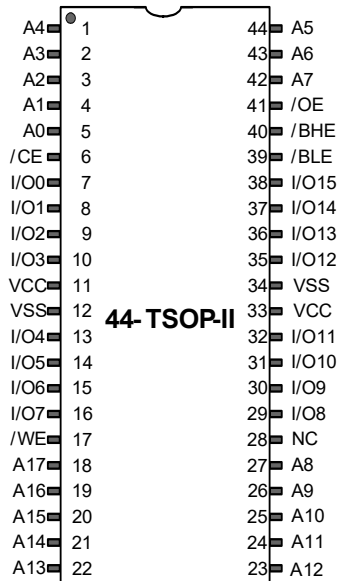 A4 1 44 A5
A3 2 43 A6
A2 3 42 A7
A1 4 41 /OE
A0 5 40 /BHE
/CE 6 39 /BLE
I/O0 7 38 I/O15
I/O1 8 37 I/O14
I/O2 9 36 I/O13
I/O3 10 35 I/O12
VCC 11 34 VSS
VSS 12 33 VCC
44-TSOP-II
I/O4 13 32 I/O11
I/O5 14 31 I/O10
I/O6 15 30 I/O9
I/O7 16 29 I/O8
/WE 17 28 NC
A17 18 27 A8
A16 19 26 A9
A15 20 25 A10
A14 21 24 A11
A13 22 23 A12